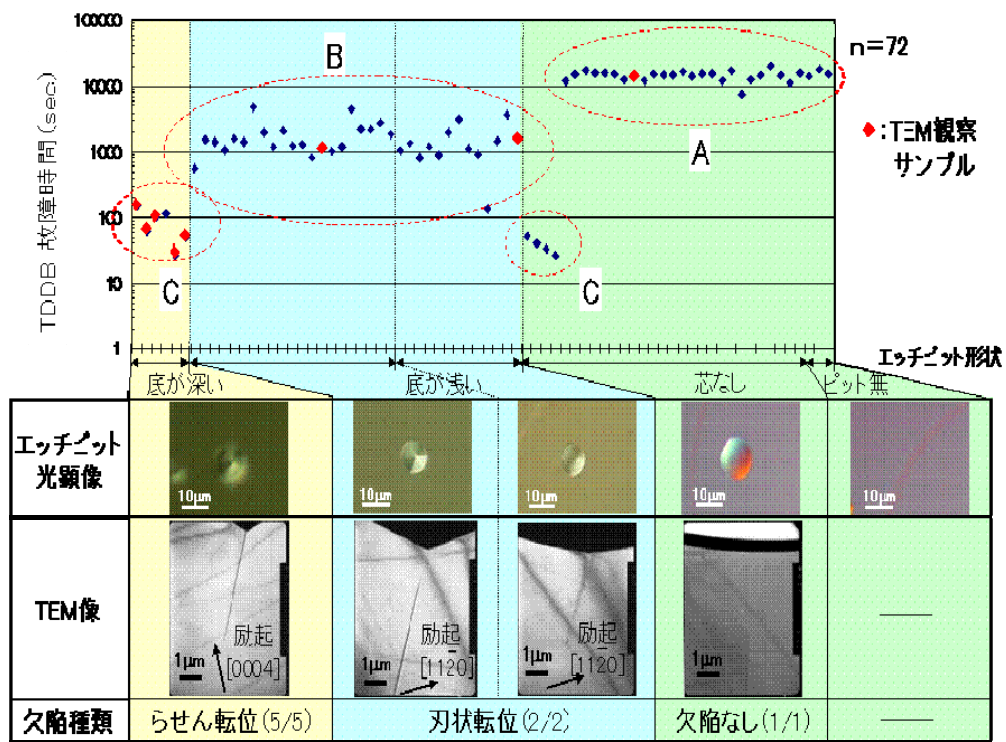 100000
10000
1000
100
10
1
TDDB 故障時間(sec.)
B
A
C
C
n=72
◆:TEM観察
サンプル
エッチピット形状
底が深い
底が浅い
芯なし
ピット無
エッチピット
光顕像
10μm
10μm
10μm
10μm
10μm
TEM像
励起
[0004]
1μm
励起
[112̄0]
1μm
励起
[112̄0]
1μm
1μm
欠陥種類
らせん転位(5/5)
刃状転位(2/2)
欠陥なし(1/1)